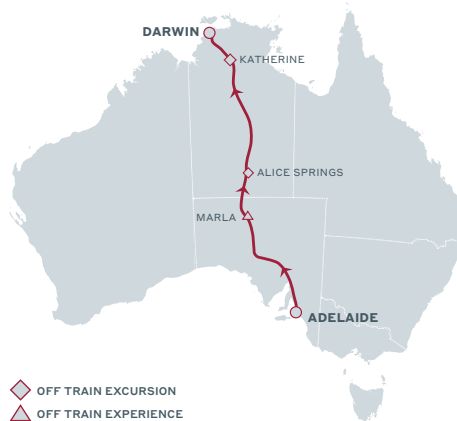 DARWIN
KATHERINE
ALICE SPRINGS
MARLA
ADELAIDE
OFF TRAIN EXCURSION
OFF TRAIN EXPERIENCE